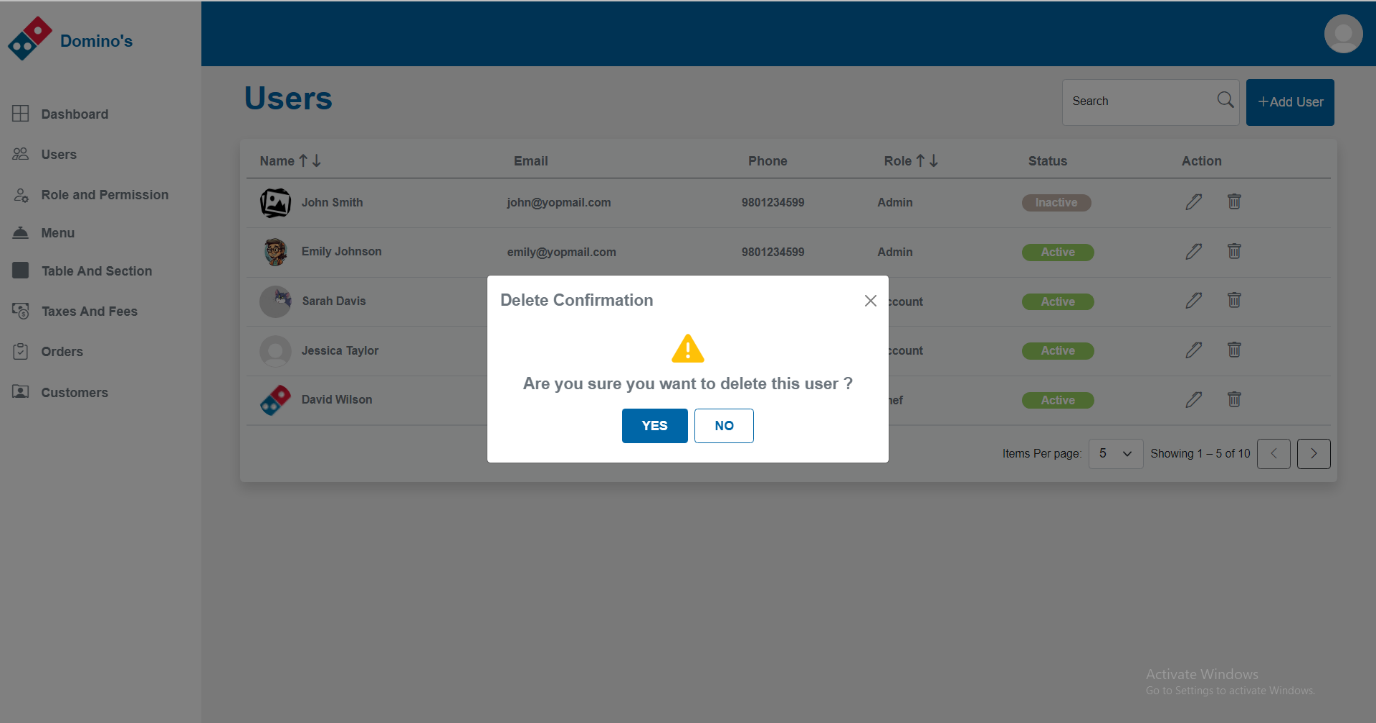 Domino's
Dashboard
Users
Role and Permission
Menu
Table And Section
Taxes And Fees
Orders
Customers
Users
Search
+Add User
Name Email Phone Role Status Action
John Smith john@yopmail.com 9801234599 Admin Inactive
Emily Johnson emily@yopmail.com 9801234599 Admin Active
Sarah Davis Active
Jessica Taylor Active
David Wilson Active
Delete Confirmation
Are you sure you want to delete this user ?
YES NO
Items Per page: 5 Showing 1 – 5 of 10
Activate Windows
Go to Settings to activate Windows.